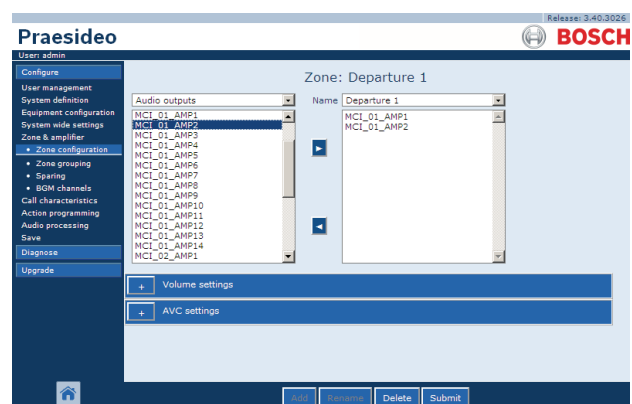 Release: 3.40.3026
Praesideo
BOSCH
User: admin
Configure
User management
System definition
Equipment configuration
System wide settings
Zone & amplifier
• Zone configuration
• Zone grouping
• Sparing
• BGM channels
Call characteristics
Action programming
Audio processing
Save
Diagnose
Upgrade
Zone: Departure 1
Audio outputs
Name Departure 1
MCI_01_AMP1
MCI_01_AMP2
MCI_01_AMP3
MCI_01_AMP4
MCI_01_AMP5
MCI_01_AMP6
MCI_01_AMP7
MCI_01_AMP8
MCI_01_AMP9
MCI_01_AMP10
MCI_01_AMP11
MCI_01_AMP12
MCI_01_AMP13
MCI_01_AMP14
MCI_02_AMP1
MCI_01_AMP1
MCI_01_AMP2
+ Volume settings
+ AVC settings
Add Rename Delete Submit